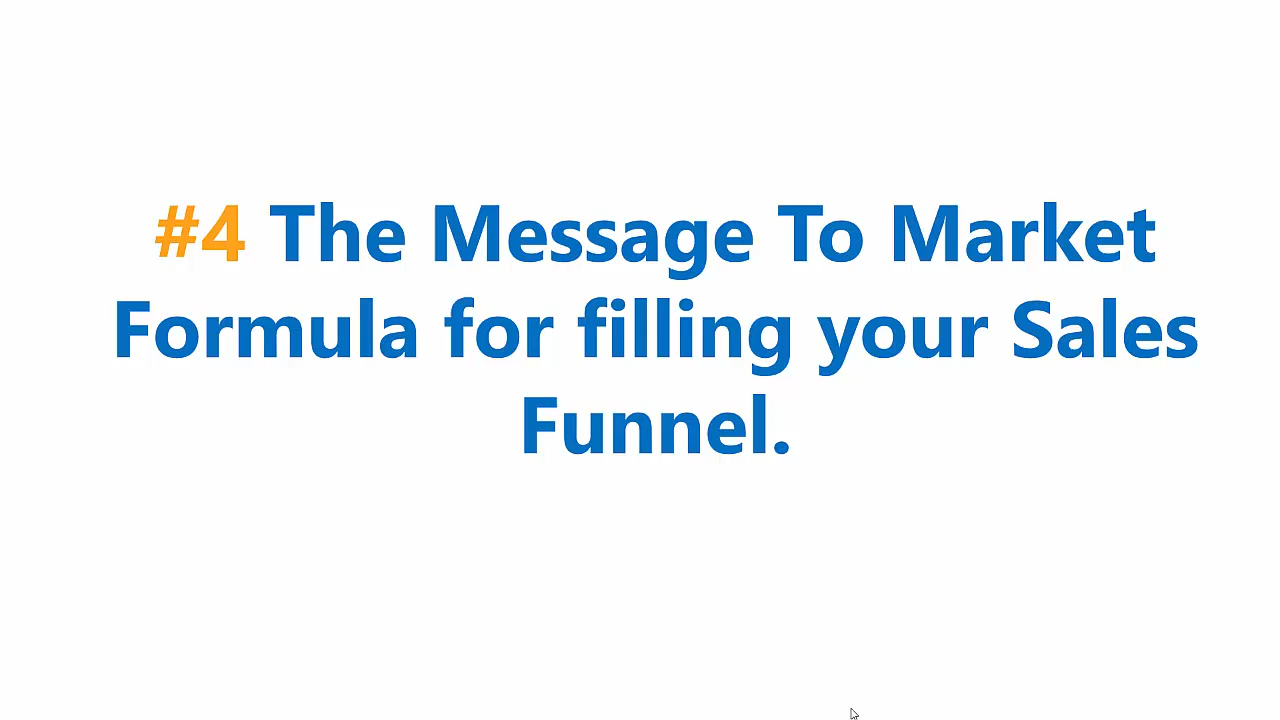 #4 The Message To Market
Formula for filling your Sales
Funnel.